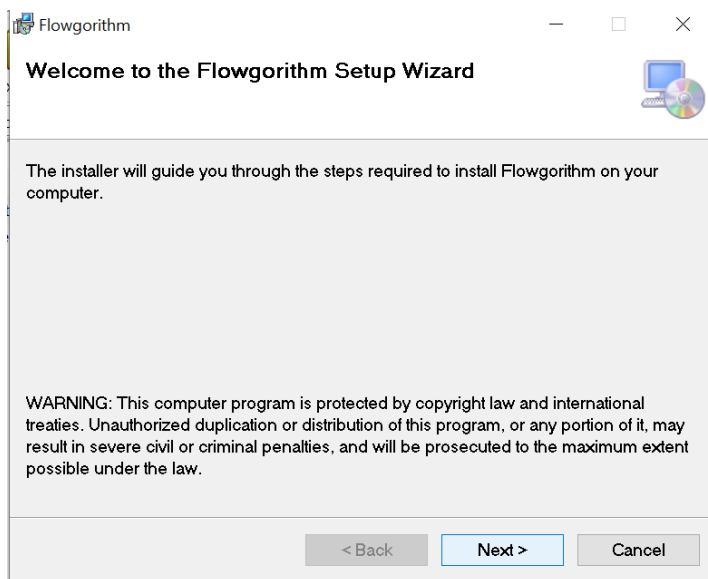 Flowgorithm
Welcome to the Flowgorithm Setup Wizard
The installer will guide you through the steps required to install Flowgorithm on your
computer.
WARNING: This computer program is protected by copyright law and international
treaties. Unauthorized duplication or distribution of this program, or any portion of it, may
result in severe civil or criminal penalties, and will be prosecuted to the maximum extent
possible under the law.
< Back Next > Cancel